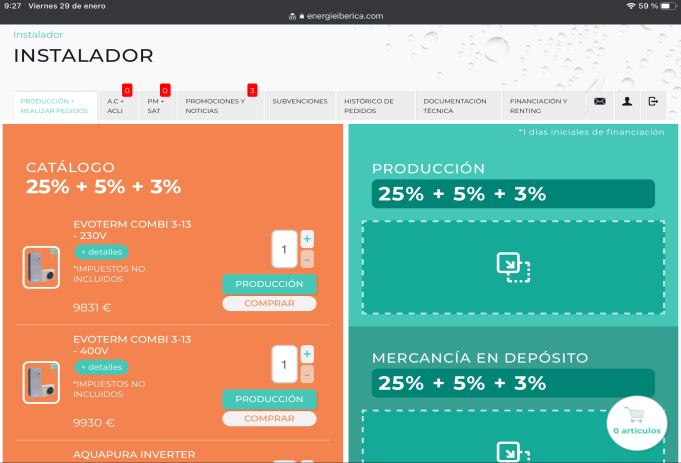 9:27 Viernes 29 de enero
59 %
energieiberica.com
Instalador
INSTALADOR
PRODUCCIÓN +
REALIZAR PEDIDOS
0
A.C +
ACLI
0
PM +
SAT
3
PROMOCIONES Y
NOTICIAS
SUBVENCIONES
HISTÓRICO DE
PEDIDOS
DOCUMENTACIÓN
TÉCNICA
FINANCIACIÓN Y
RENTING
*1 días iniciales de financiación
CATÁLOGO
25% + 5% + 3%
EVOTERM COMBI 3-13
- 230V
+ detalles
*IMPUESTOS NO
INCLUIDOS
9831 €
1
+
-
PRODUCCIÓN
COMPRAR
EVOTERM COMBI 3-13
- 400V
+ detalles
*IMPUESTOS NO
INCLUIDOS
9930 €
1
+
-
PRODUCCIÓN
COMPRAR
AQUAPURA INVERTER
PRODUCCIÓN
25% + 5% + 3%
MERCANCÍA EN DEPÓSITO
25% + 5% + 3%
0 artículos